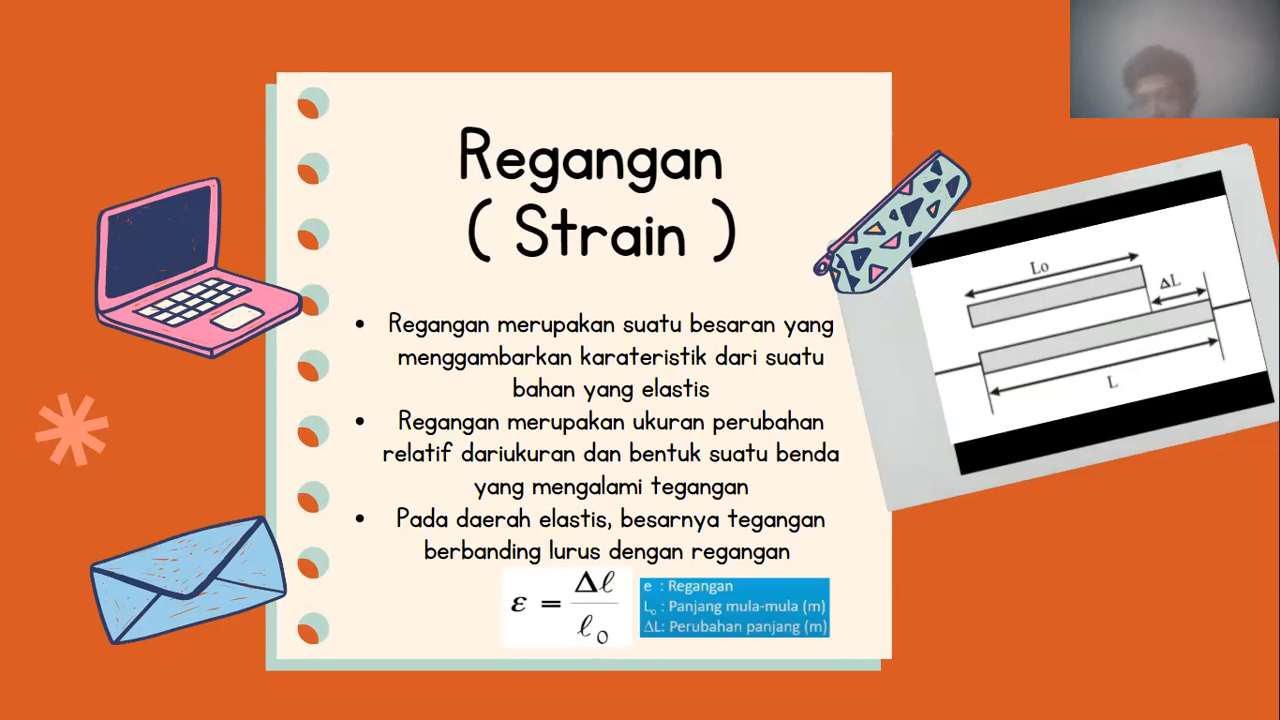 Regangan
( Strain )
• Regangan merupakan suatu besaran yang
menggambarkan karateristik dari suatu
bahan yang elastis
• Regangan merupakan ukuran perubahan
relatif dariukuran dan bentuk suatu benda
yang mengalami tegangan
• Pada daerah elastis, besarnya tegangan
berbanding lurus dengan regangan
ε = Δℓ / ℓ₀
e : Regangan
L₀ : Panjang mula-mula (m)
ΔL: Perubahan panjang (m)
Lo
ΔL
L